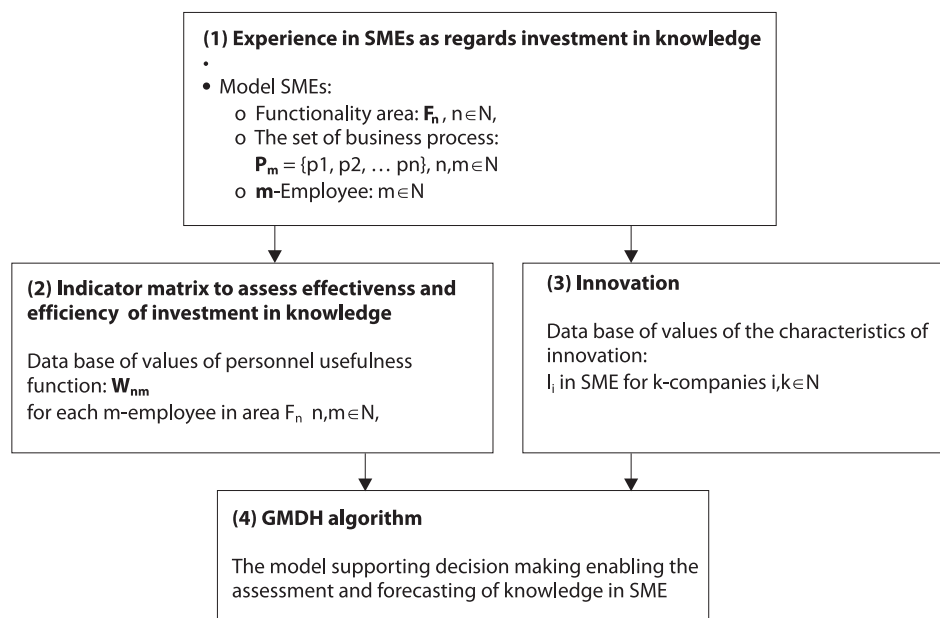 (1) Experience in SMEs as regards investment in knowledge
•
• Model SMEs:
o Functionality area: Fₙ, n∈N,
o The set of business process:
Pₘ = {p1, p2, … pn}, n,m∈N
o m-Employee: m∈N
(2) Indicator matrix to assess effectivenss and
efficiency of investment in knowledge
Data base of values of personnel usefulness
function: Wₙₘ
for each m-employee in area Fₙ n,m∈N,
(3) Innovation
Data base of values of the characteristics of
innovation:
Iᵢ in SME for k-companies i,k∈N
(4) GMDH algorithm
The model supporting decision making enabling the
assessment and forecasting of knowledge in SME